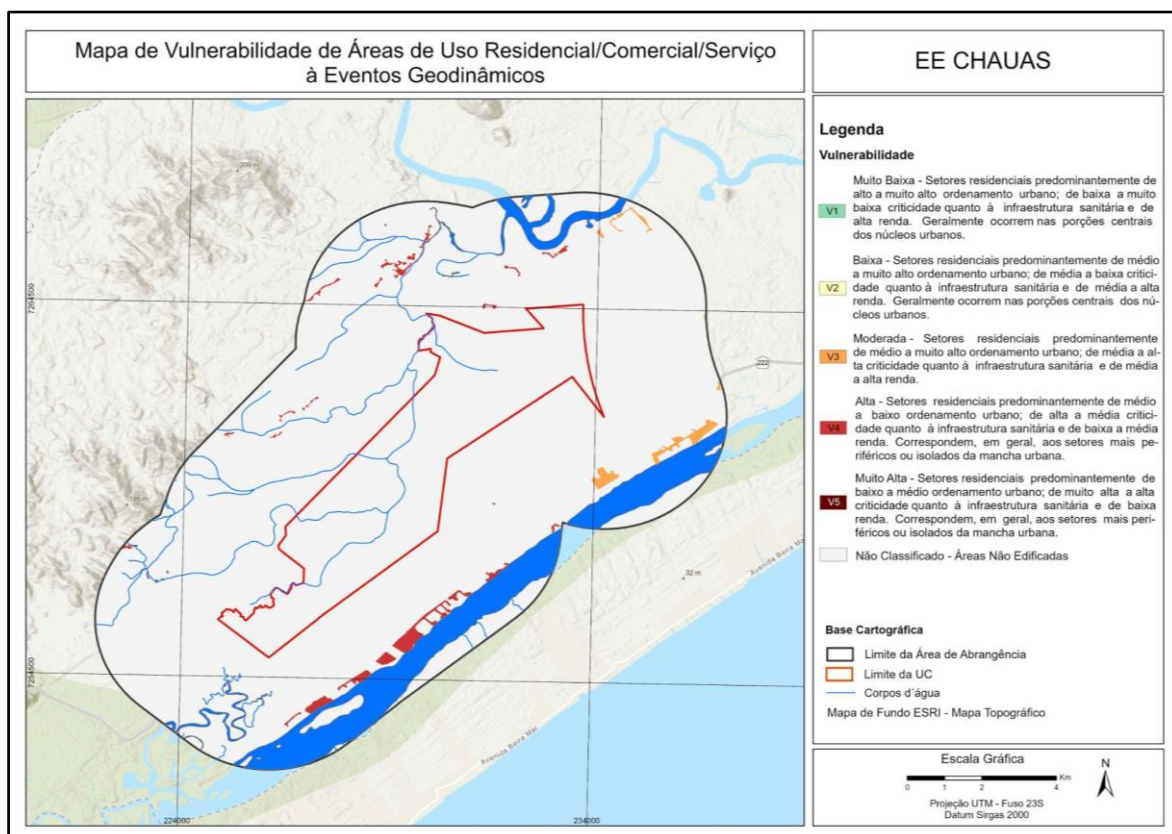 Mapa de Vulnerabilidade de Áreas de Uso Residencial/Comercial/Serviço
à Eventos Geodinâmicos
EE CHAUAS
Legenda
Vulnerabilidade
V1
Muito Baixa - Setores residenciais predominantemente de
alto a muito alto ordenamento urbano; de baixa a muito
baixa criticidade quanto à infraestrutura sanitária e de
alta renda. Geralmente ocorrem nas porções centrais
dos núcleos urbanos.
V2
Baixa - Setores residenciais predominantemente de médio
a muito alto ordenamento urbano; de média a baixa critici-
dade quanto à infraestrutura sanitária e de média a alta
renda. Geralmente ocorrem nas porções centrais dos nú-
cleos urbanos.
V3
Moderada - Setores residenciais predominantemente
de médio a muito alto ordenamento urbano; de média a al-
ta criticidade quanto à infraestrutura sanitária e de média
a alta renda.
V4
Alta - Setores residenciais predominantemente de médio
a baixo ordenamento urbano; de alta a média critici-
dade quanto à infraestrutura sanitária e de baixa a média
renda. Correspondem, em geral, aos setores mais pe-
riféricos ou isolados da mancha urbana.
V5
Muito Alta - Setores residenciais predominantemente de
baixo a médio ordenamento urbano; de muito alta a alta
criticidade quanto à infraestrutura sanitária e de baixa
renda. Correspondem, em geral, aos setores mais peri-
féricos ou isolados da mancha urbana.
Não Classificado - Áreas Não Edificadas
Base Cartográfica
Limite da Área de Abrangência
Limite da UC
Corpos d´água
Mapa de Fundo ESRI - Mapa Topográfico
Escala Gráfica
Km
0 1 2 4
N
Projeção UTM - Fuso 23S
Datum Sirgas 2000
222
32 m
Avenida Beira Mar
Avenida Beira Mar
224000
234000